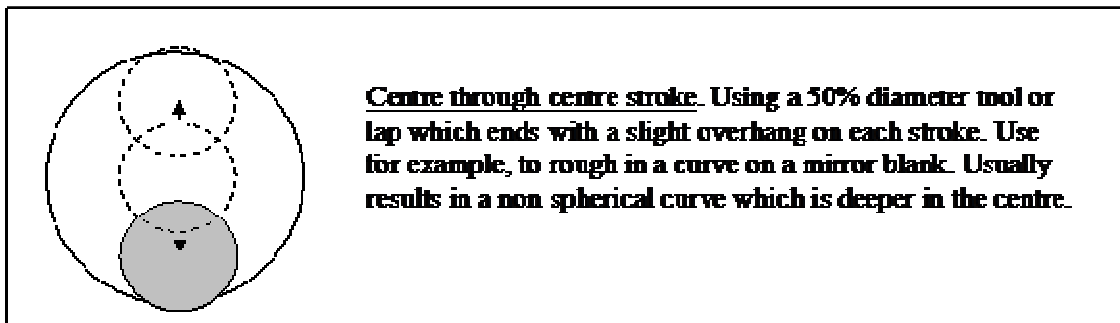 Centre through centre stroke. Using a 50% diameter tool or
lap which ends with a slight overhang on each stroke. Use
for example, to rough in a curve on a mirror blank. Usually
results in a non spherical curve which is deeper in the centre.